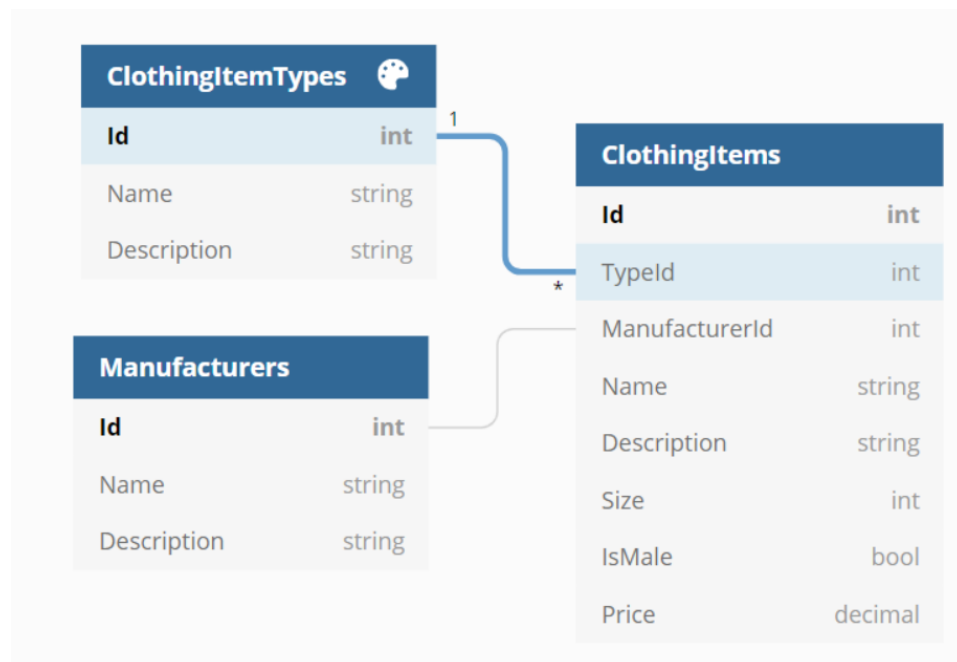 ClothingItemTypes
Id int
Name string
Description string
1
*
Manufacturers
Id int
Name string
Description string
ClothingItems
Id int
TypeId int
ManufacturerId int
Name string
Description string
Size int
IsMale bool
Price decimal